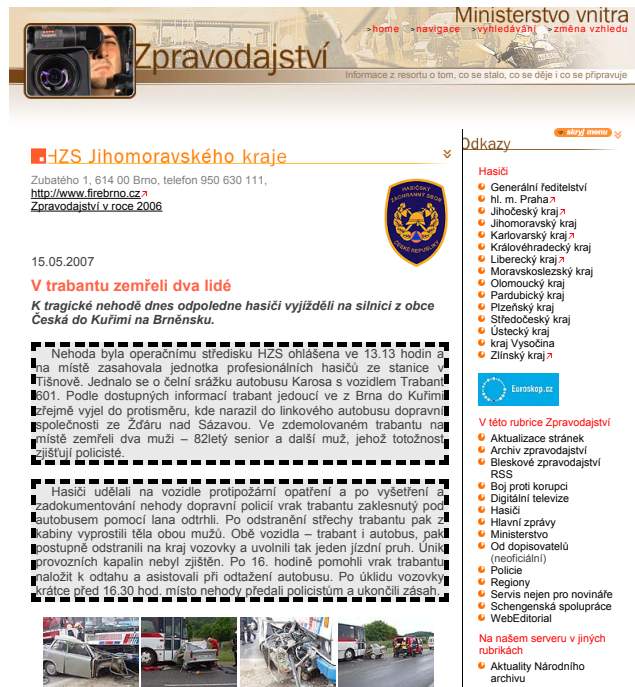 Ministerstvo vnitra
>home >navigace >vyhledávání >změna vzhledu
Zpravodajství
Informace z resortu o tom, co se stalo, co se děje i co se připravuje
HZS Jihomoravského kraje
Zubatého 1, 614 00 Brno, telefon 950 630 111,
http://www.firebrno.cz
Zpravodajství v roce 2006
HASIČSKÝ
ZÁCHRANNÝ SBOR
ČESKÉ REPUBLIKY
15.05.2007
V trabantu zemřeli dva lidé
K tragické nehodě dnes odpoledne hasiči vyjížděli na silnici z obce
Česká do Kuřimi na Brněnsku.
Nehoda byla operačnímu středisku HZS ohlášena ve 13.13 hodin a
na místě zasahovala jednotka profesionálních hasičů ze stanice v
Tišnově. Jednalo se o čelní srážku autobusu Karosa s vozidlem Trabant
601. Podle dostupných informací trabant jedoucí ve z Brna do Kuřimi
zřejmě vyjel do protisměru, kde narazil do linkového autobusu dopravní
společnosti ze Žďáru nad Sázavou. Ve zdemolovaném trabantu na
místě zemřeli dva muži – 82letý senior a další muž, jehož totožnost
zjišťují policisté.
Hasiči udělali na vozidle protipožární opatření a po vyšetření a
zadokumentování nehody dopravní policií vrak trabantu zaklesnutý pod
autobusem pomocí lana odtrhli. Po odstranění střechy trabantu pak z
kabiny vyprostili těla obou mužů. Obě vozidla – trabant i autobus, pak
postupně odstranili na kraj vozovky a uvolnili tak jeden jízdní pruh. Únik
provozních kapalin nebyl zjištěn. Po 16. hodině pomohli vrak trabantu
naložit k odtahu a asistovali při odtažení autobusu. Po úklidu vozovky
krátce před 16.30 hod. místo nehody předali policistům a ukončili zásah.
skryj menu
Odkazy
Hasiči
Generální ředitelství
hl. m. Praha
Jihočeský kraj
Jihomoravský kraj
Karlovarský kraj
Královéhradecký kraj
Liberecký kraj
Moravskoslezský kraj
Olomoucký kraj
Pardubický kraj
Plzeňský kraj
Středočeský kraj
Ústecký kraj
kraj Vysočina
Zlínský kraj
Euroskop.cz
V této rubrice Zpravodajství
Aktualizace stránek
Archiv zpravodajství
Bleskové zpravodajství
RSS
Boj proti korupci
Digitální televize
Hasiči
Hlavní zprávy
Ministerstvo
Od dopisovatelů
(neoficiální)
Policie
Regiony
Servis nejen pro novináře
Schengenská spolupráce
WebEditorial
Na našem serveru v jiných
rubrikách
Aktuality Národního
archivu